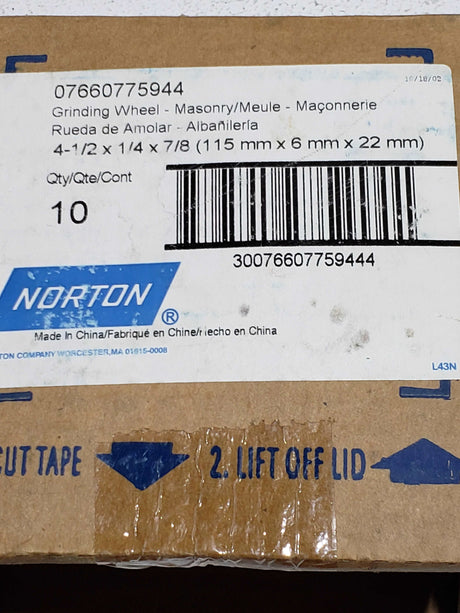 07660775944
10/18/02
Grinding Wheel - Masonry/Meule - Maçonnerie
Rueda de Amolar - Albañilería
4-1/2 x 1/4 x 7/8 (115 mm x 6 mm x 22 mm)
Qty/Qte/Cont
10
30076607759444
NORTON®
Made In China/Fabriqué en Chine/Hecho en China
TON COMPANY WORCESTER, MA 01615-0008
L43N
CUT TAPE
2. LIFT OFF LID